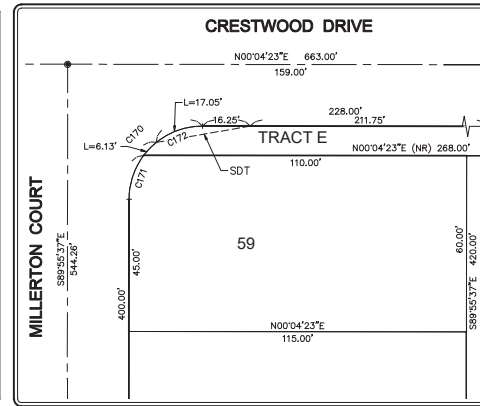 CRESTWOOD DRIVE
N00°04'23"E 663.00'
159.00'
L=17.05'
228.00'
16.25'
211.75'
C170
C172
TRACT E
L=6.13'
N00°04'23"E (NR) 268.00'
110.00'
SDT
C171
MILLERTON COURT
S89°55'37"E
544.26'
59
45.00'
400.00'
60.00'
420.00'
S89°55'37"E
N00°04'23"E
115.00'